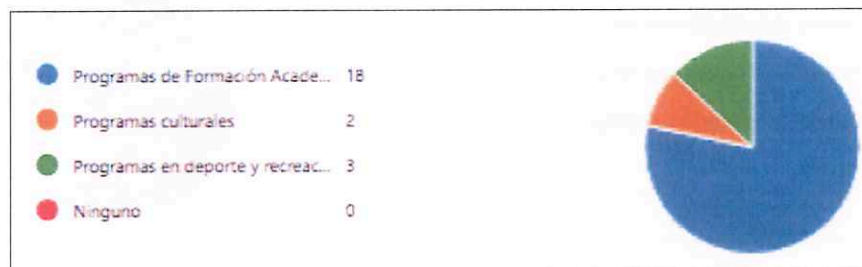 Programas de Formación Acade... 18
Programas culturales 2
Programas en deporte y recreac... 3
Ninguno 0